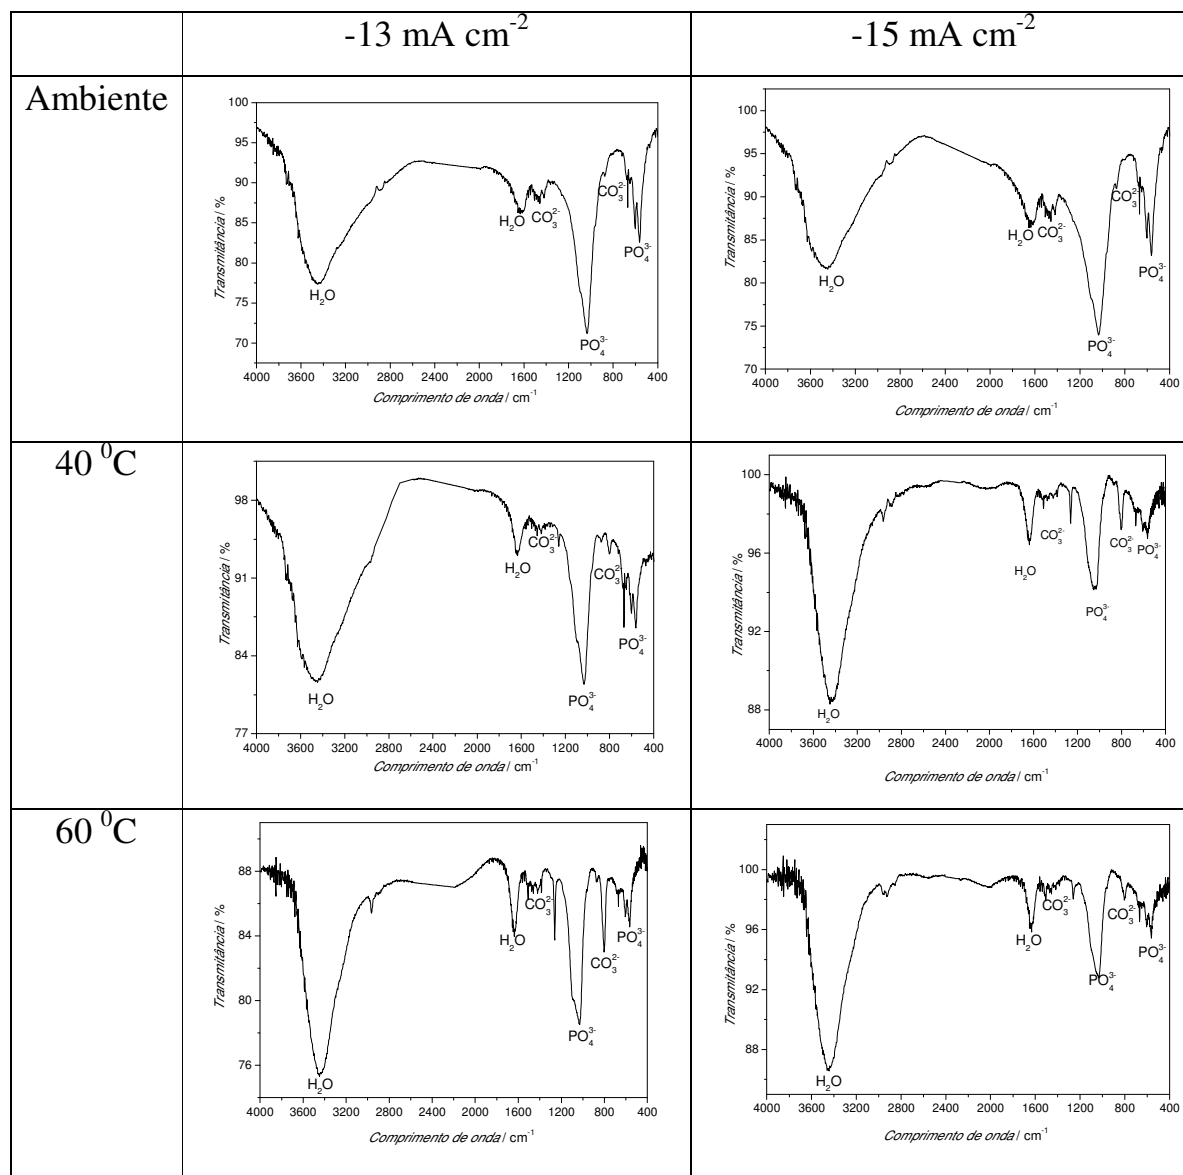 -13 mA cm⁻²
-15 mA cm⁻²
Ambiente
100
95
90
85
80
75
70
Transmitância / %
H₂O
H₂O
CO₃²⁻
CO₃²⁻
PO₄³⁻
PO₄³⁻
4000 3600 3200 2800 2400 2000 1600 1200 800 400
Comprimento de onda / cm⁻¹
100
95
90
85
80
75
70
Transmitância / %
H₂O
H₂O
CO₃²⁻
CO₃²⁻
PO₄³⁻
PO₄³⁻
4000 3600 3200 2800 2400 2000 1600 1200 800 400
Comprimento de onda / cm⁻¹
40 ⁰C
98
91
84
77
Transmitância / %
H₂O
H₂O
CO₃²⁻
CO₃²⁻
PO₄³⁻
PO₄³⁻
4000 3600 3200 2800 2400 2000 1600 1200 800 400
Comprimento de onda / cm⁻¹
100
96
92
88
Transmitância / %
H₂O
H₂O
CO₃²⁻
PO₄³⁻
CO₃²⁻
PO₄³⁻
4000 3600 3200 2800 2400 2000 1600 1200 800 400
Comprimento de onda / cm⁻¹
60 ⁰C
88
84
80
76
Transmitância / %
H₂O
H₂O
CO₃²⁻
PO₄³⁻
CO₃²⁻
PO₄³⁻
4000 3600 3200 2800 2400 2000 1600 1200 800 400
Comprimento de onda / cm⁻¹
100
96
92
88
Transmitância / %
H₂O
H₂O
CO₃²⁻
PO₄³⁻
CO₃²⁻
PO₄³⁻
4000 3600 3200 2800 2400 2000 1600 1200 800 400
Comprimento de onda / cm⁻¹